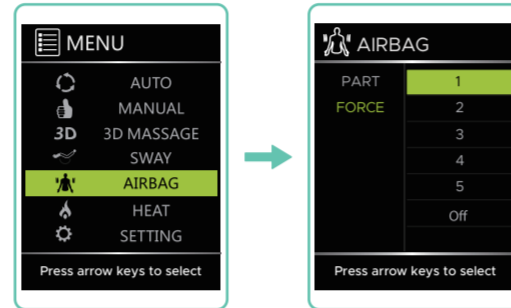 MENU
AUTO
MANUAL
3D 3D MASSAGE
SWAY
AIRBAG
HEAT
SETTING
Press arrow keys to select
AIRBAG
PART 1
FORCE 2
3
4
5
Off
Press arrow keys to select